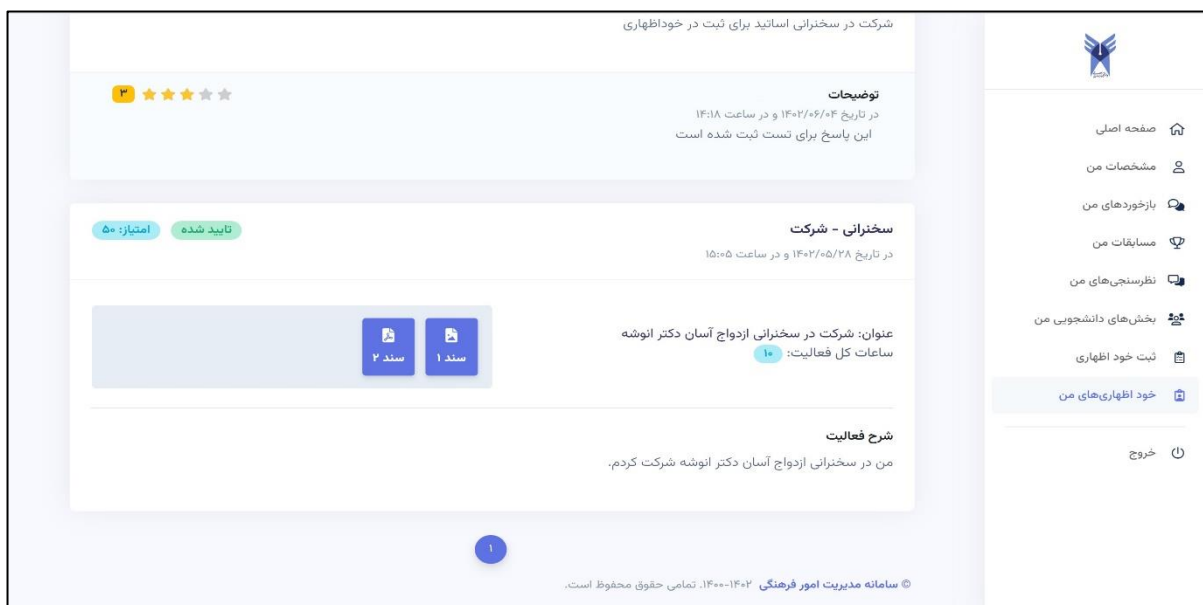 صفحه اصلی
مشخصات من
بازخوردهای من
مسابقات من
نظرسنجی‌های من
بخش‌های دانشجویی من
ثبت خود اظهاری
خود اظهاری‌های من
خروج
شرکت در سخنرانی اساتید برای ثبت در خوداظهاری
توضیحات
۳
در تاریخ ۱۴۰۲/۰۶/۰۴ و در ساعت ۱۴:۱۸
این پاسخ برای تست ثبت شده است
سخنرانی - شرکت
تایید شده
امتیاز: ۵۰
در تاریخ ۱۴۰۲/۰۵/۲۸ و در ساعت ۱۵:۰۵
عنوان: شرکت در سخنرانی ازدواج آسان دکتر انوشه
ساعات کل فعالیت: ۱۰
سند ۱
سند ۲
شرح فعالیت
من در سخنرانی ازدواج آسان دکتر انوشه شرکت کردم.
۱
© سامانه مدیریت امور فرهنگی ۱۴۰۲-۱۴۰۰. تمامی حقوق محفوظ است.